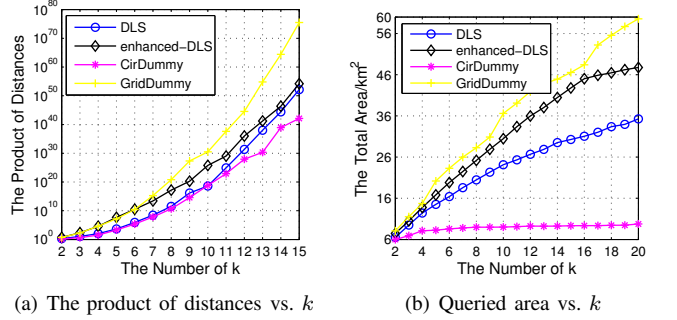 10^80
10^70
10^60
10^50
10^40
10^30
10^20
10^10
10^0
The Product of Distances
DLS
enhanced-DLS
CirDummy
GridDummy
2 3 4 5 6 7 8 9 10 11 12 13 14 15
The Number of k
(a) The product of distances vs. k
60
56
46
36
26
16
6
The Total Area/km²
DLS
enhanced-DLS
CirDummy
GridDummy
2 4 6 8 10 12 14 16 18 20
The Number of k
(b) Queried area vs. k